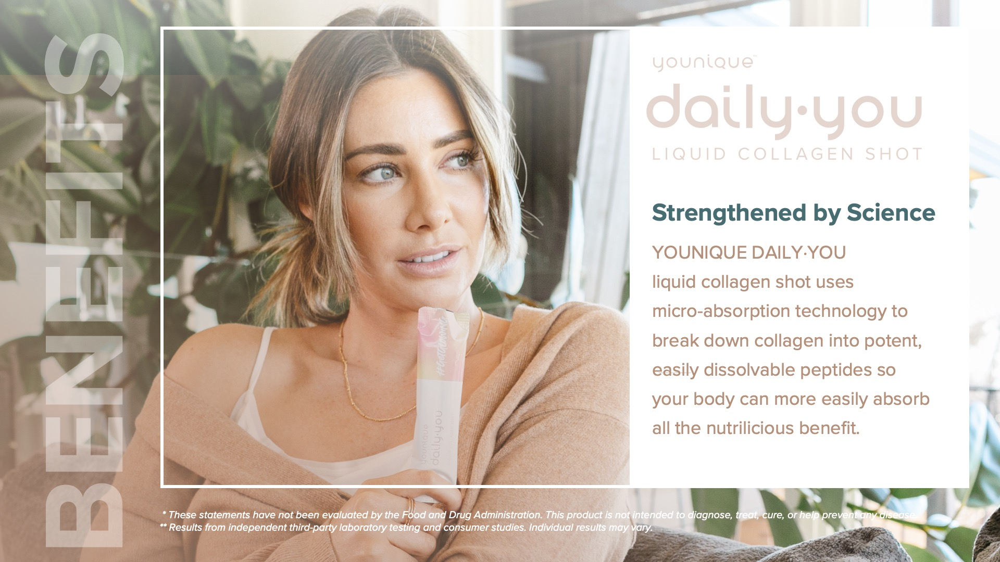 BENEFITS
younique™
daily·you
LIQUID COLLAGEN SHOT
Strengthened by Science
YOUNIQUE DAILY·YOU
liquid collagen shot uses
micro-absorption technology to
break down collagen into potent,
easily dissolvable peptides so
your body can more easily absorb
all the nutrilicious benefit.
younique
daily·you
* These statements have not been evaluated by the Food and Drug Administration. This product is not intended to diagnose, treat, cure, or help prevent any disease.
** Results from independent third-party laboratory testing and consumer studies. Individual results may vary.